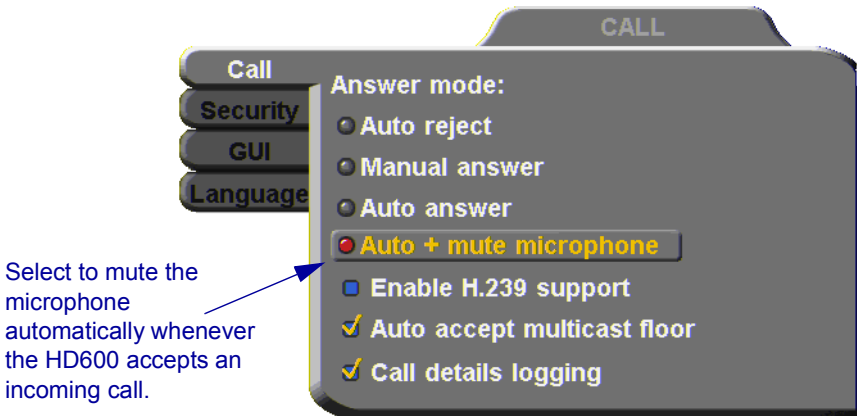 CALL
Call
Security
GUI
Language
Answer mode:
Auto reject
Manual answer
Auto answer
Auto + mute microphone
Enable H.239 support
Auto accept multicast floor
Call details logging
Select to mute the
microphone
automatically whenever
the HD600 accepts an
incoming call.